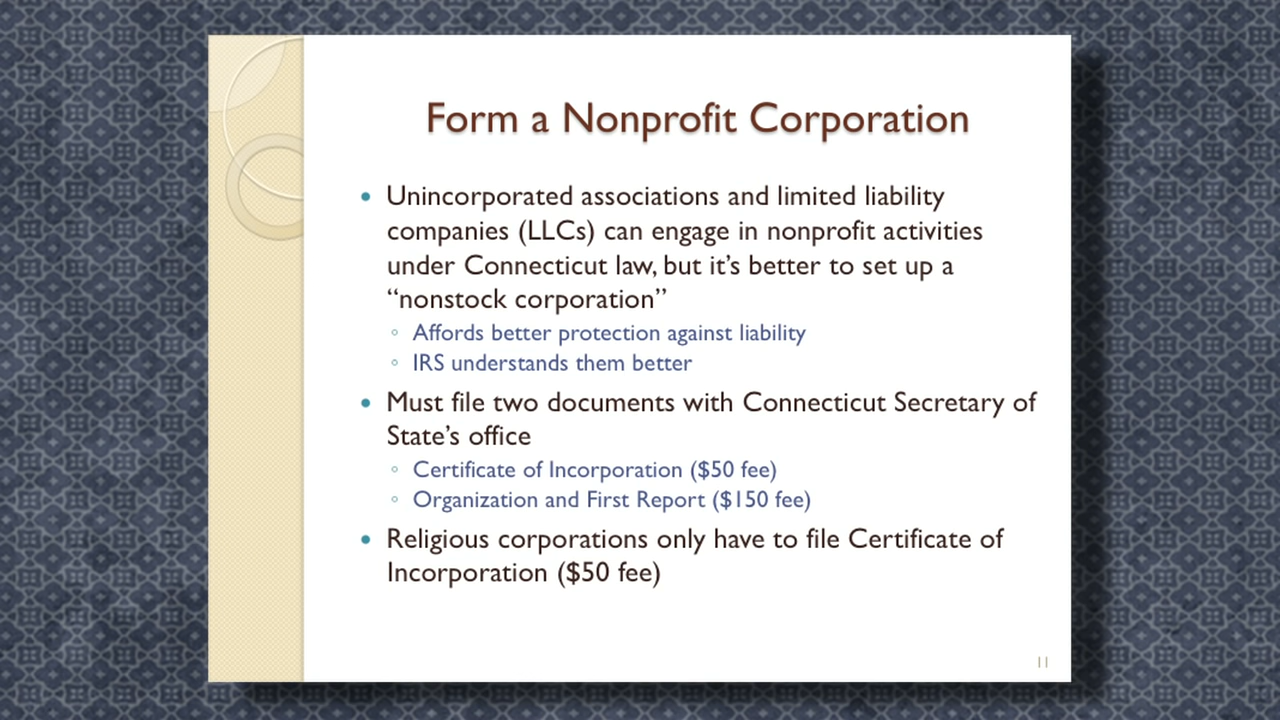 Form a Nonprofit Corporation
• Unincorporated associations and limited liability
companies (LLCs) can engage in nonprofit activities
under Connecticut law, but it’s better to set up a
“nonstock corporation”
◦ Affords better protection against liability
◦ IRS understands them better
• Must file two documents with Connecticut Secretary of
State’s office
◦ Certificate of Incorporation ($50 fee)
◦ Organization and First Report ($150 fee)
• Religious corporations only have to file Certificate of
Incorporation ($50 fee)
11